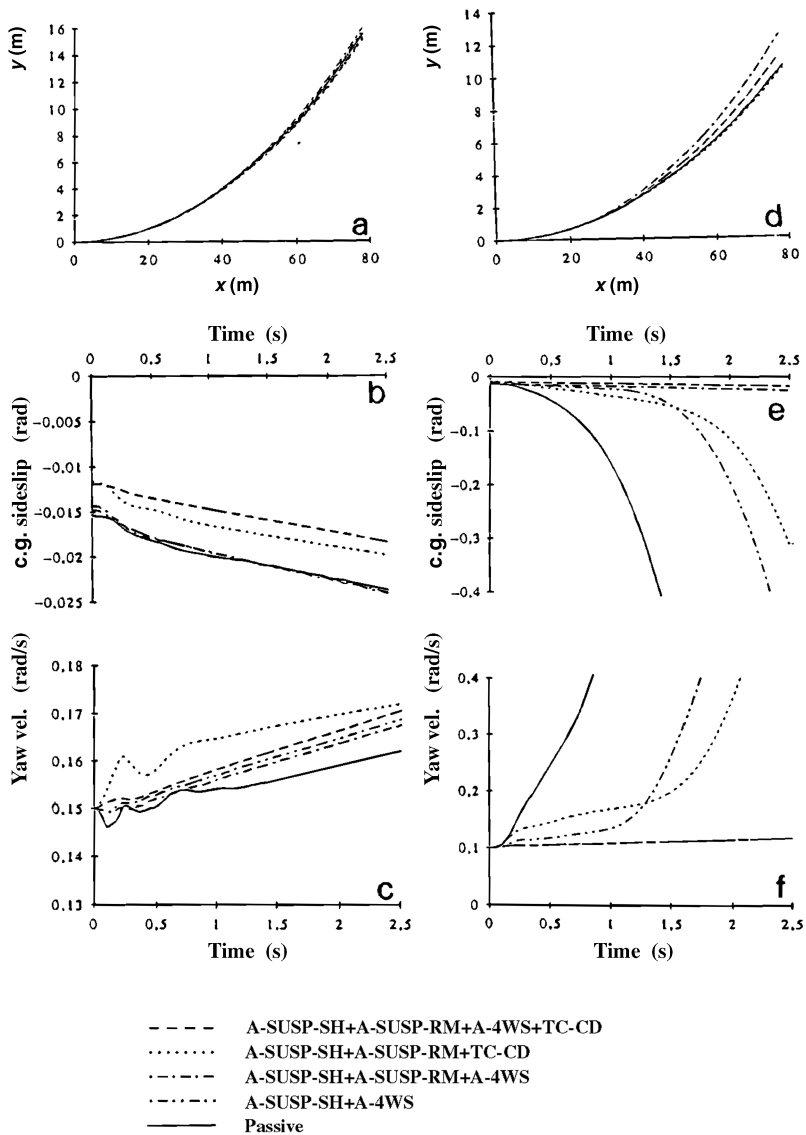 y (m)
16
14
12
10
8
6
4
2
0
a
0 20 40 60 80
x (m)
y (m)
14
12
10
8
6
4
2
0
d
0 20 40 60 80
x (m)
Time (s)
0 0.5 1 1.5 2 2.5
0
-0.005
-0.01
-0.015
-0.02
-0.025
c.g. sideslip (rad)
b
Time (s)
0 0.5 1 1.5 2 2.5
0
-0.1
-0.2
-0.3
-0.4
c.g. sideslip (rad)
e
Yaw vel. (rad/s)
0.18
0.17
0.16
0.15
0.14
0.13
c
0 0.5 1 1.5 2 2.5
Time (s)
Yaw vel. (rad/s)
0.4
0.3
0.2
0.1
0
f
0 0.5 1 1.5 2 2.5
Time (s)
A-SUSP-SH+A-SUSP-RM+A-4WS+TC-CD
A-SUSP-SH+A-SUSP-RM+TC-CD
A-SUSP-SH+A-SUSP-RM+A-4WS
A-SUSP-SH+A-4WS
Passive